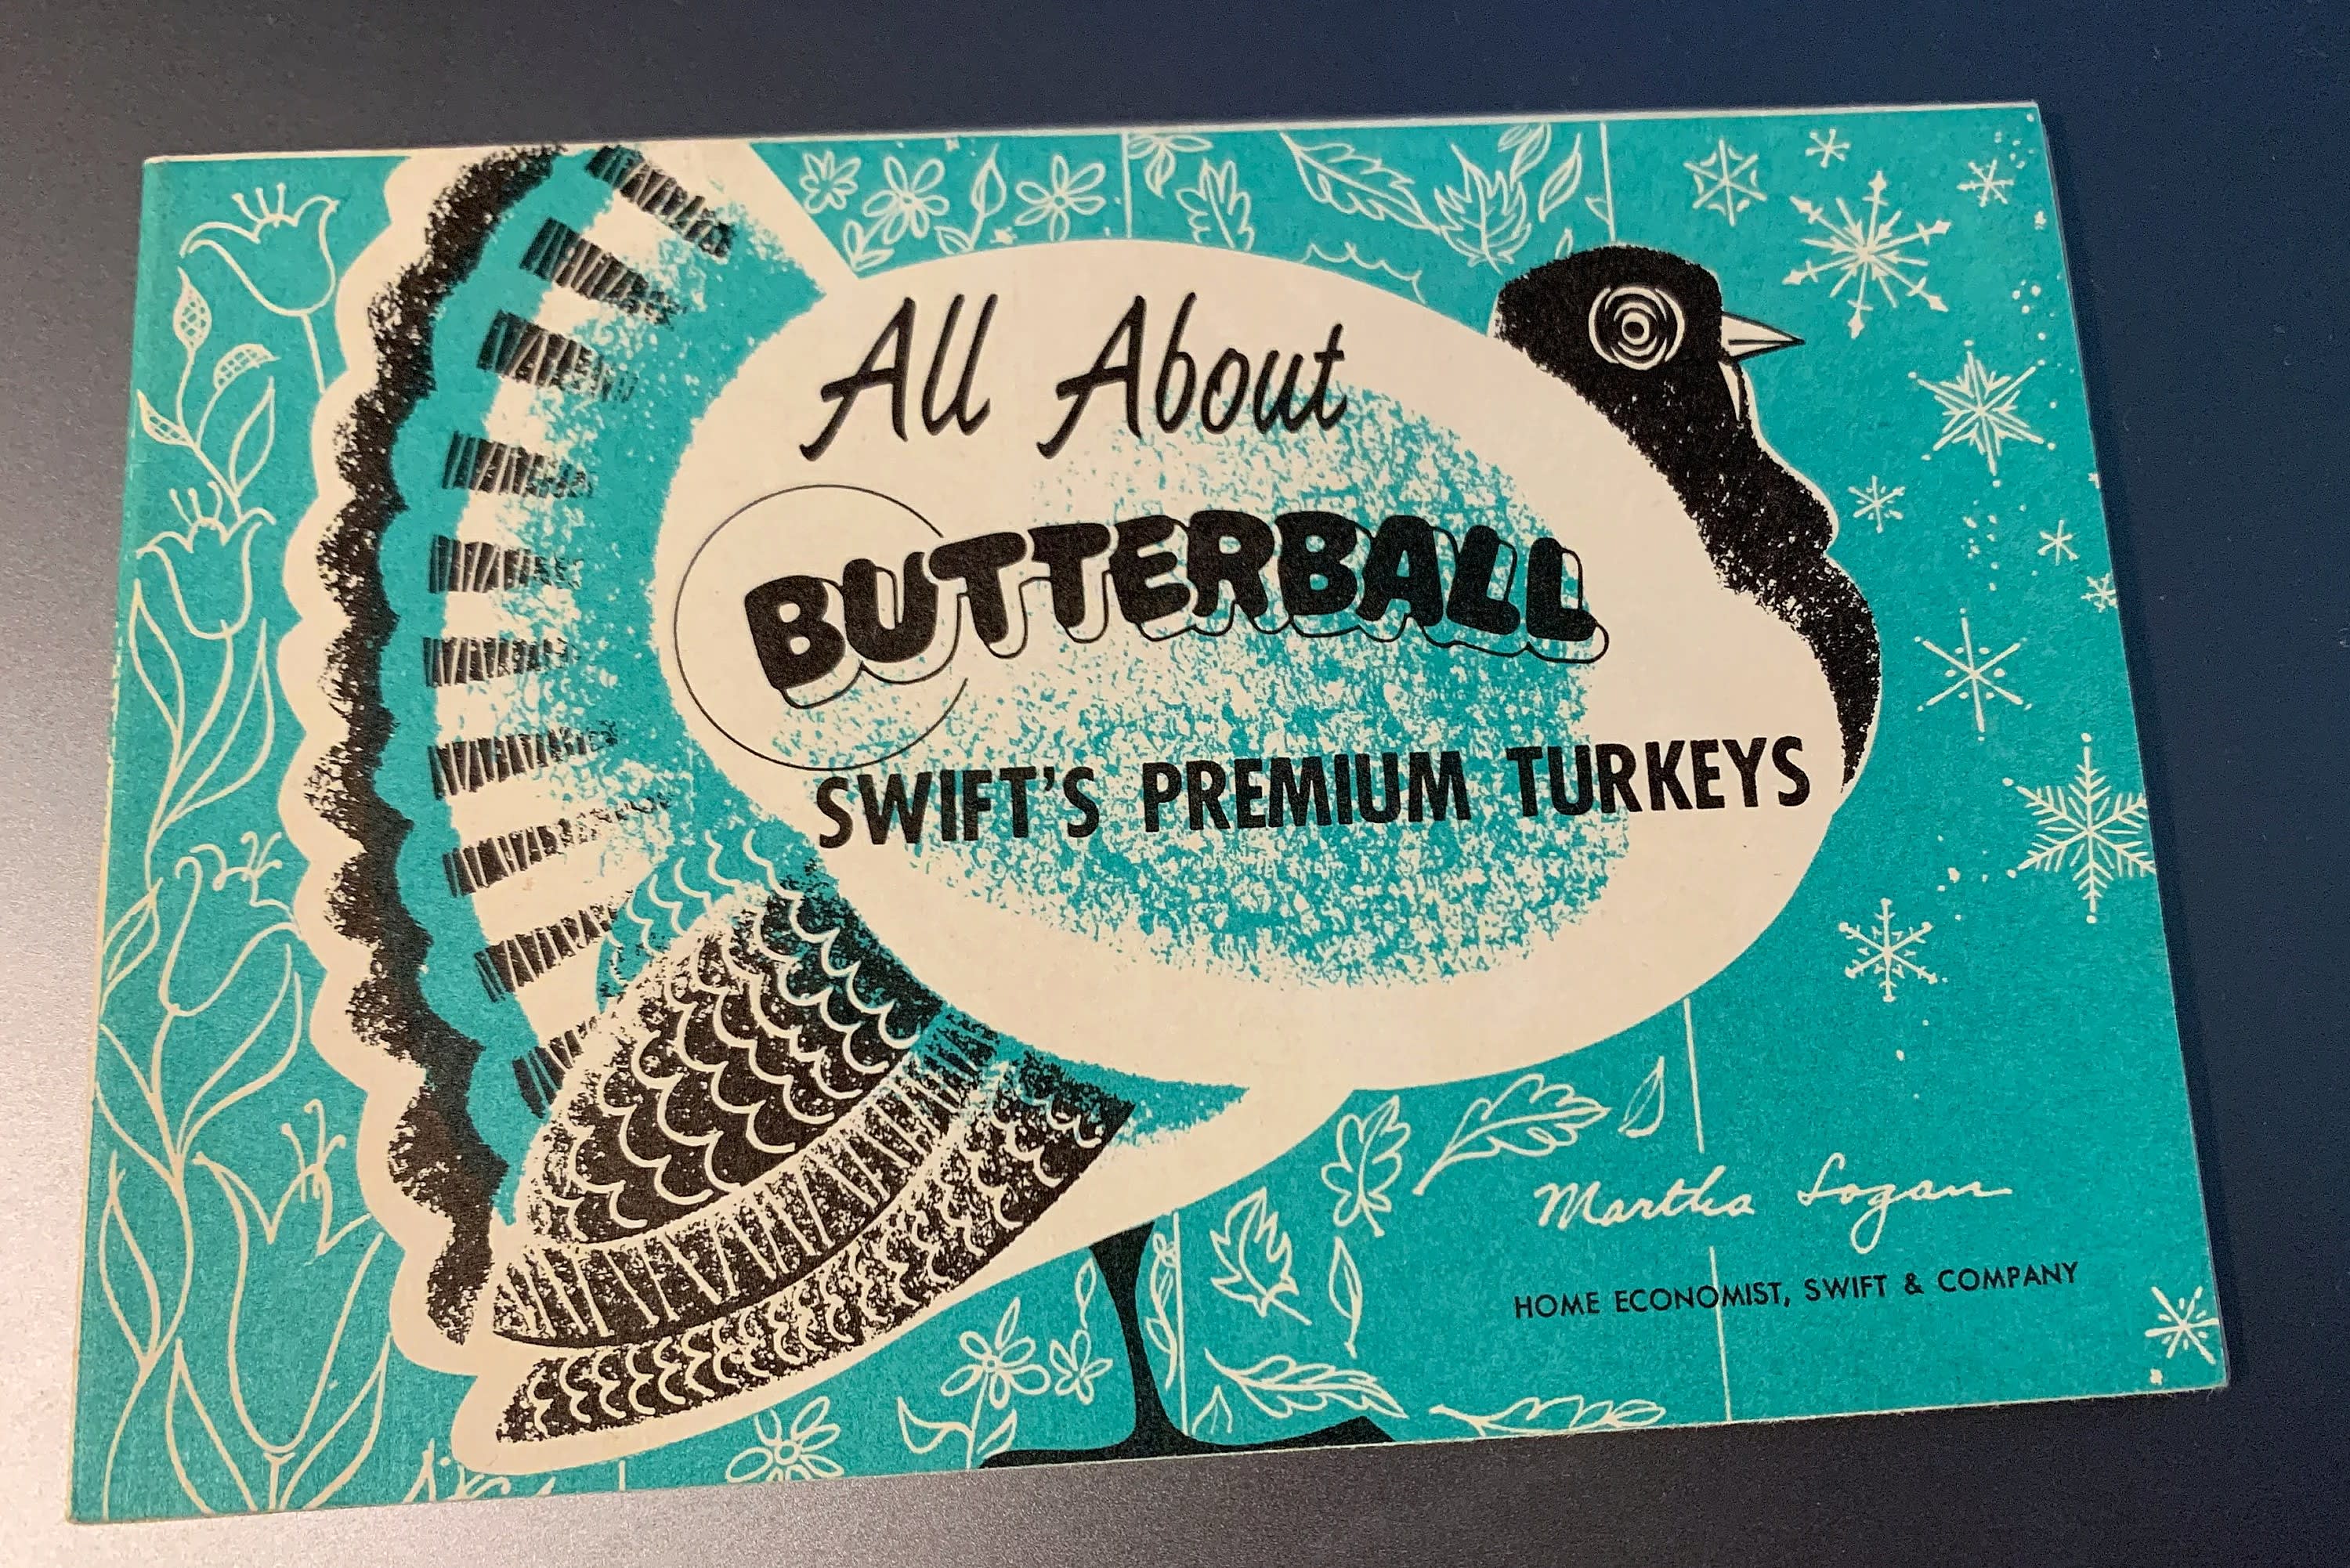 All About
BUTTERBALL
SWIFT'S PREMIUM TURKEYS
Martha Logan
HOME ECONOMIST, SWIFT & COMPANY